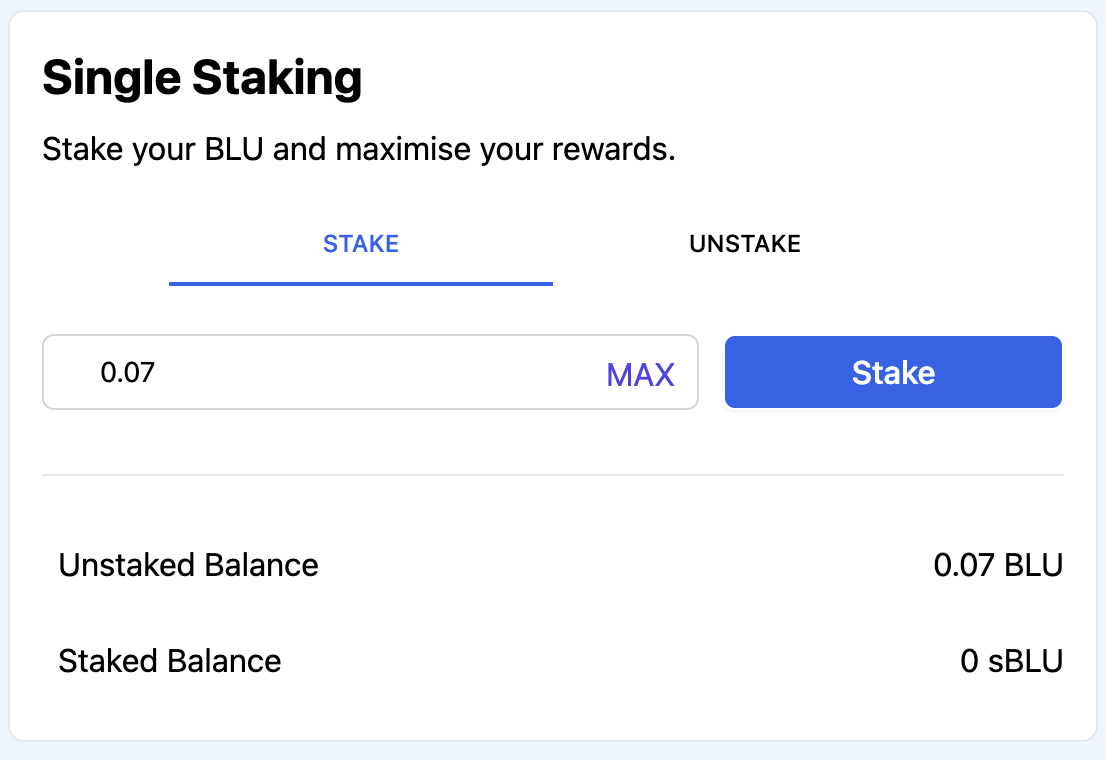 Single Staking
Stake your BLU and maximise your rewards.
STAKE UNSTAKE
0.07 MAX Stake
Unstaked Balance 0.07 BLU
Staked Balance 0 sBLU